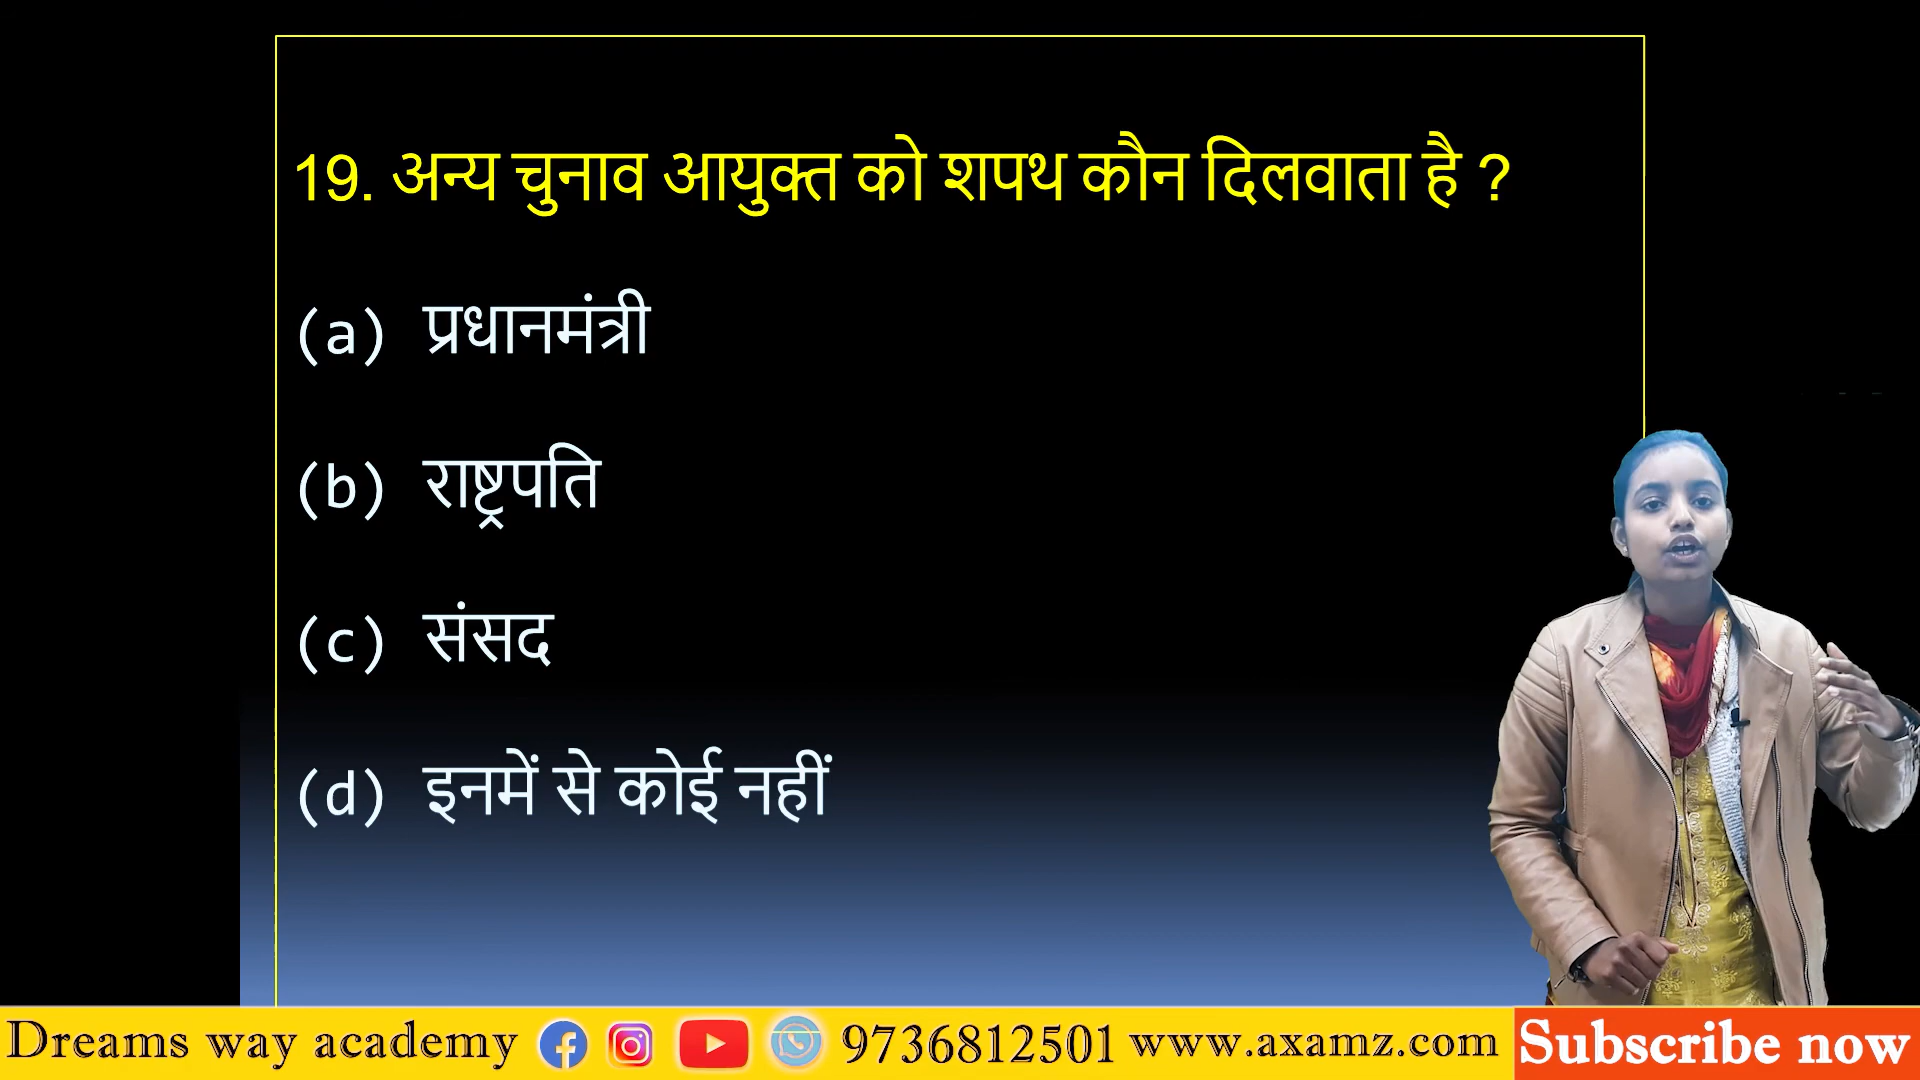 19. अन्य चुनाव आयुक्त को शपथ कौन दिलवाता है ?
(a) प्रधानमंत्री
(b) राष्ट्रपति
(c) संसद
(d) इनमें से कोई नहीं
Dreams way academy 9736812501 www.axamz.com Subscribe now